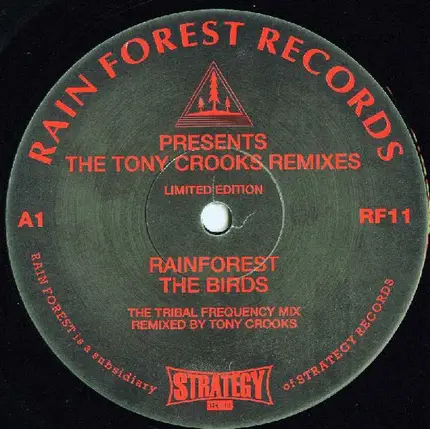 RAIN FOREST RECORDS
PRESENTS
THE TONY CROOKS REMIXES
LIMITED EDITION
A1
RF11
RAINFOREST
THE BIRDS
THE TRIBAL FREQUENCY MIX
REMIXED BY TONY CROOKS
RAIN FOREST is a subsidiary
of STRATEGY RECORDS
STRATEGY